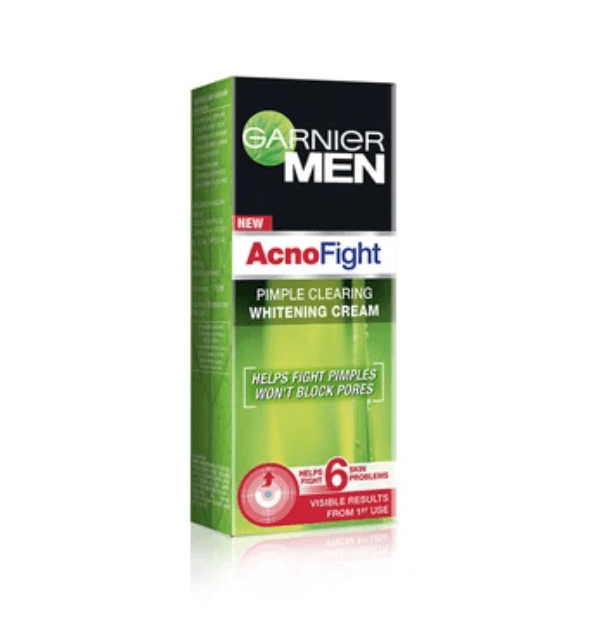 GARNIER
MEN
NEW
AcnoFight
PIMPLE CLEARING
WHITENING CREAM
HELPS FIGHT PIMPLES
WON'T BLOCK PORES
HELPS FIGHT 6 SKIN PROBLEMS
VISIBLE RESULTS
FROM 1ST USE